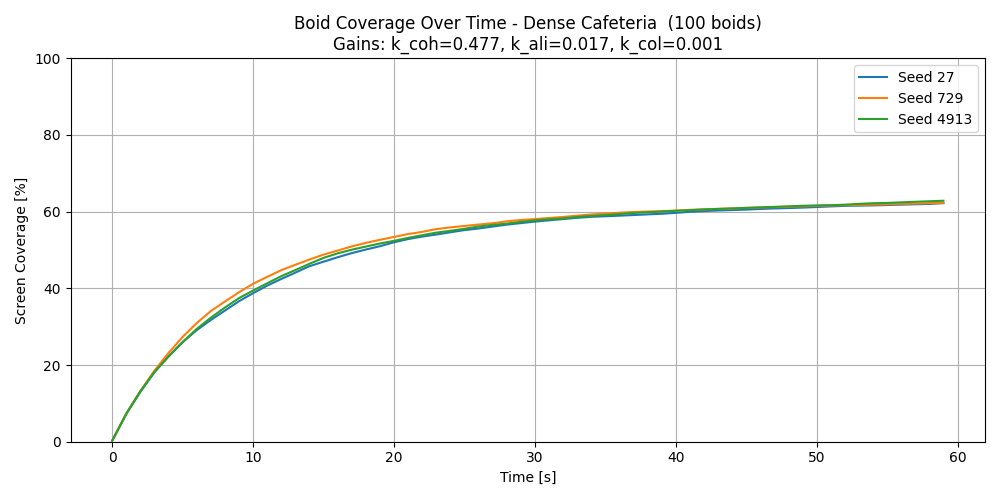 Boid Coverage Over Time - Dense Cafeteria  (100 boids)
Gains: k_coh=0.477, k_ali=0.017, k_col=0.001
Seed 27
Seed 729
Seed 4913
Screen Coverage [%]
100
80
60
40
20
0
0 10 20 30 40 50 60
Time [s]